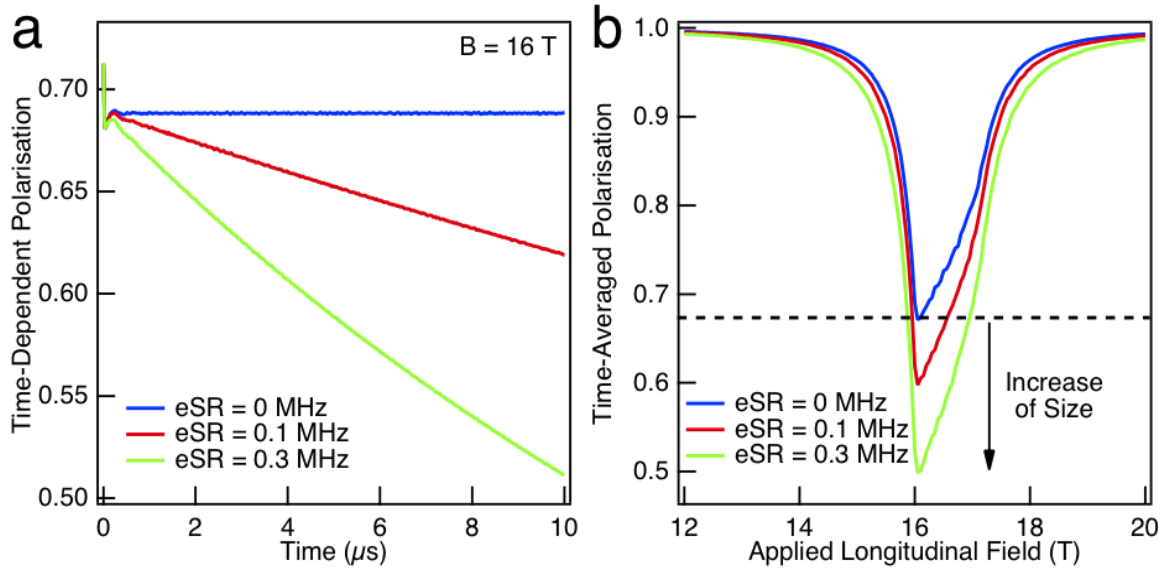 a
B = 16 T
Time-Dependent Polarisation
0.70
0.65
0.60
0.55
0.50
eSR = 0 MHz
eSR = 0.1 MHz
eSR = 0.3 MHz
0 2 4 6 8 10
Time (µs)
b
Time-Averaged Polarisation
1.0
0.9
0.8
0.7
0.6
0.5
Increase
of Size
eSR = 0 MHz
eSR = 0.1 MHz
eSR = 0.3 MHz
12 14 16 18 20
Applied Longitudinal Field (T)